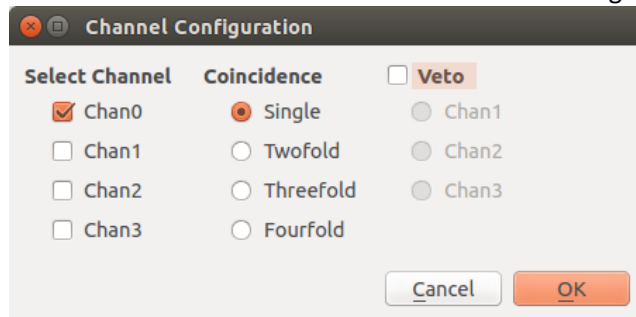 Channel Configuration
Select Channel Coincidence Veto
Chan0 Single Chan1
Chan1 Twofold Chan2
Chan2 Threefold Chan3
Chan3 Fourfold
Cancel OK